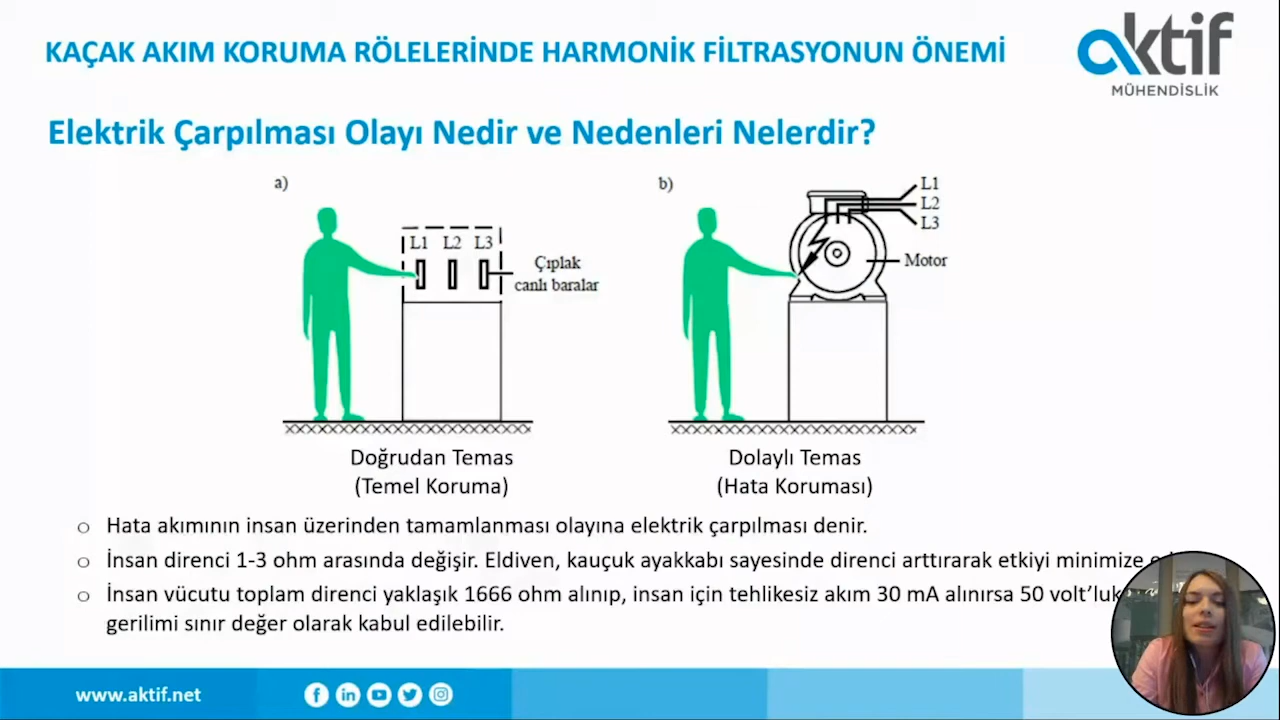 KAÇAK AKIM KORUMA RÖLELERİNDE HARMONİK FİLTRASYONUN ÖNEMİ
aktif
MÜHENDİSLİK
Elektrik Çarpılması Olayı Nedir ve Nedenleri Nelerdir?
a)
L1 L2 L3
Çıplak
canlı baralar
b)
L1
L2
L3
Motor
Doğrudan Temas
(Temel Koruma)
Dolaylı Temas
(Hata Koruması)
o Hata akımının insan üzerinden tamamlanması olayına elektrik çarpılması denir.
o İnsan direnci 1-3 ohm arasında değişir. Eldiven, kauçuk ayakkabı sayesinde direnci arttırarak etkiyi minimize
o İnsan vücutu toplam direnci yaklaşık 1666 ohm alınıp, insan için tehlikesiz akım 30 mA alınırsa 50 volt'luk
gerilimi sınır değer olarak kabul edilebilir.
www.aktif.net